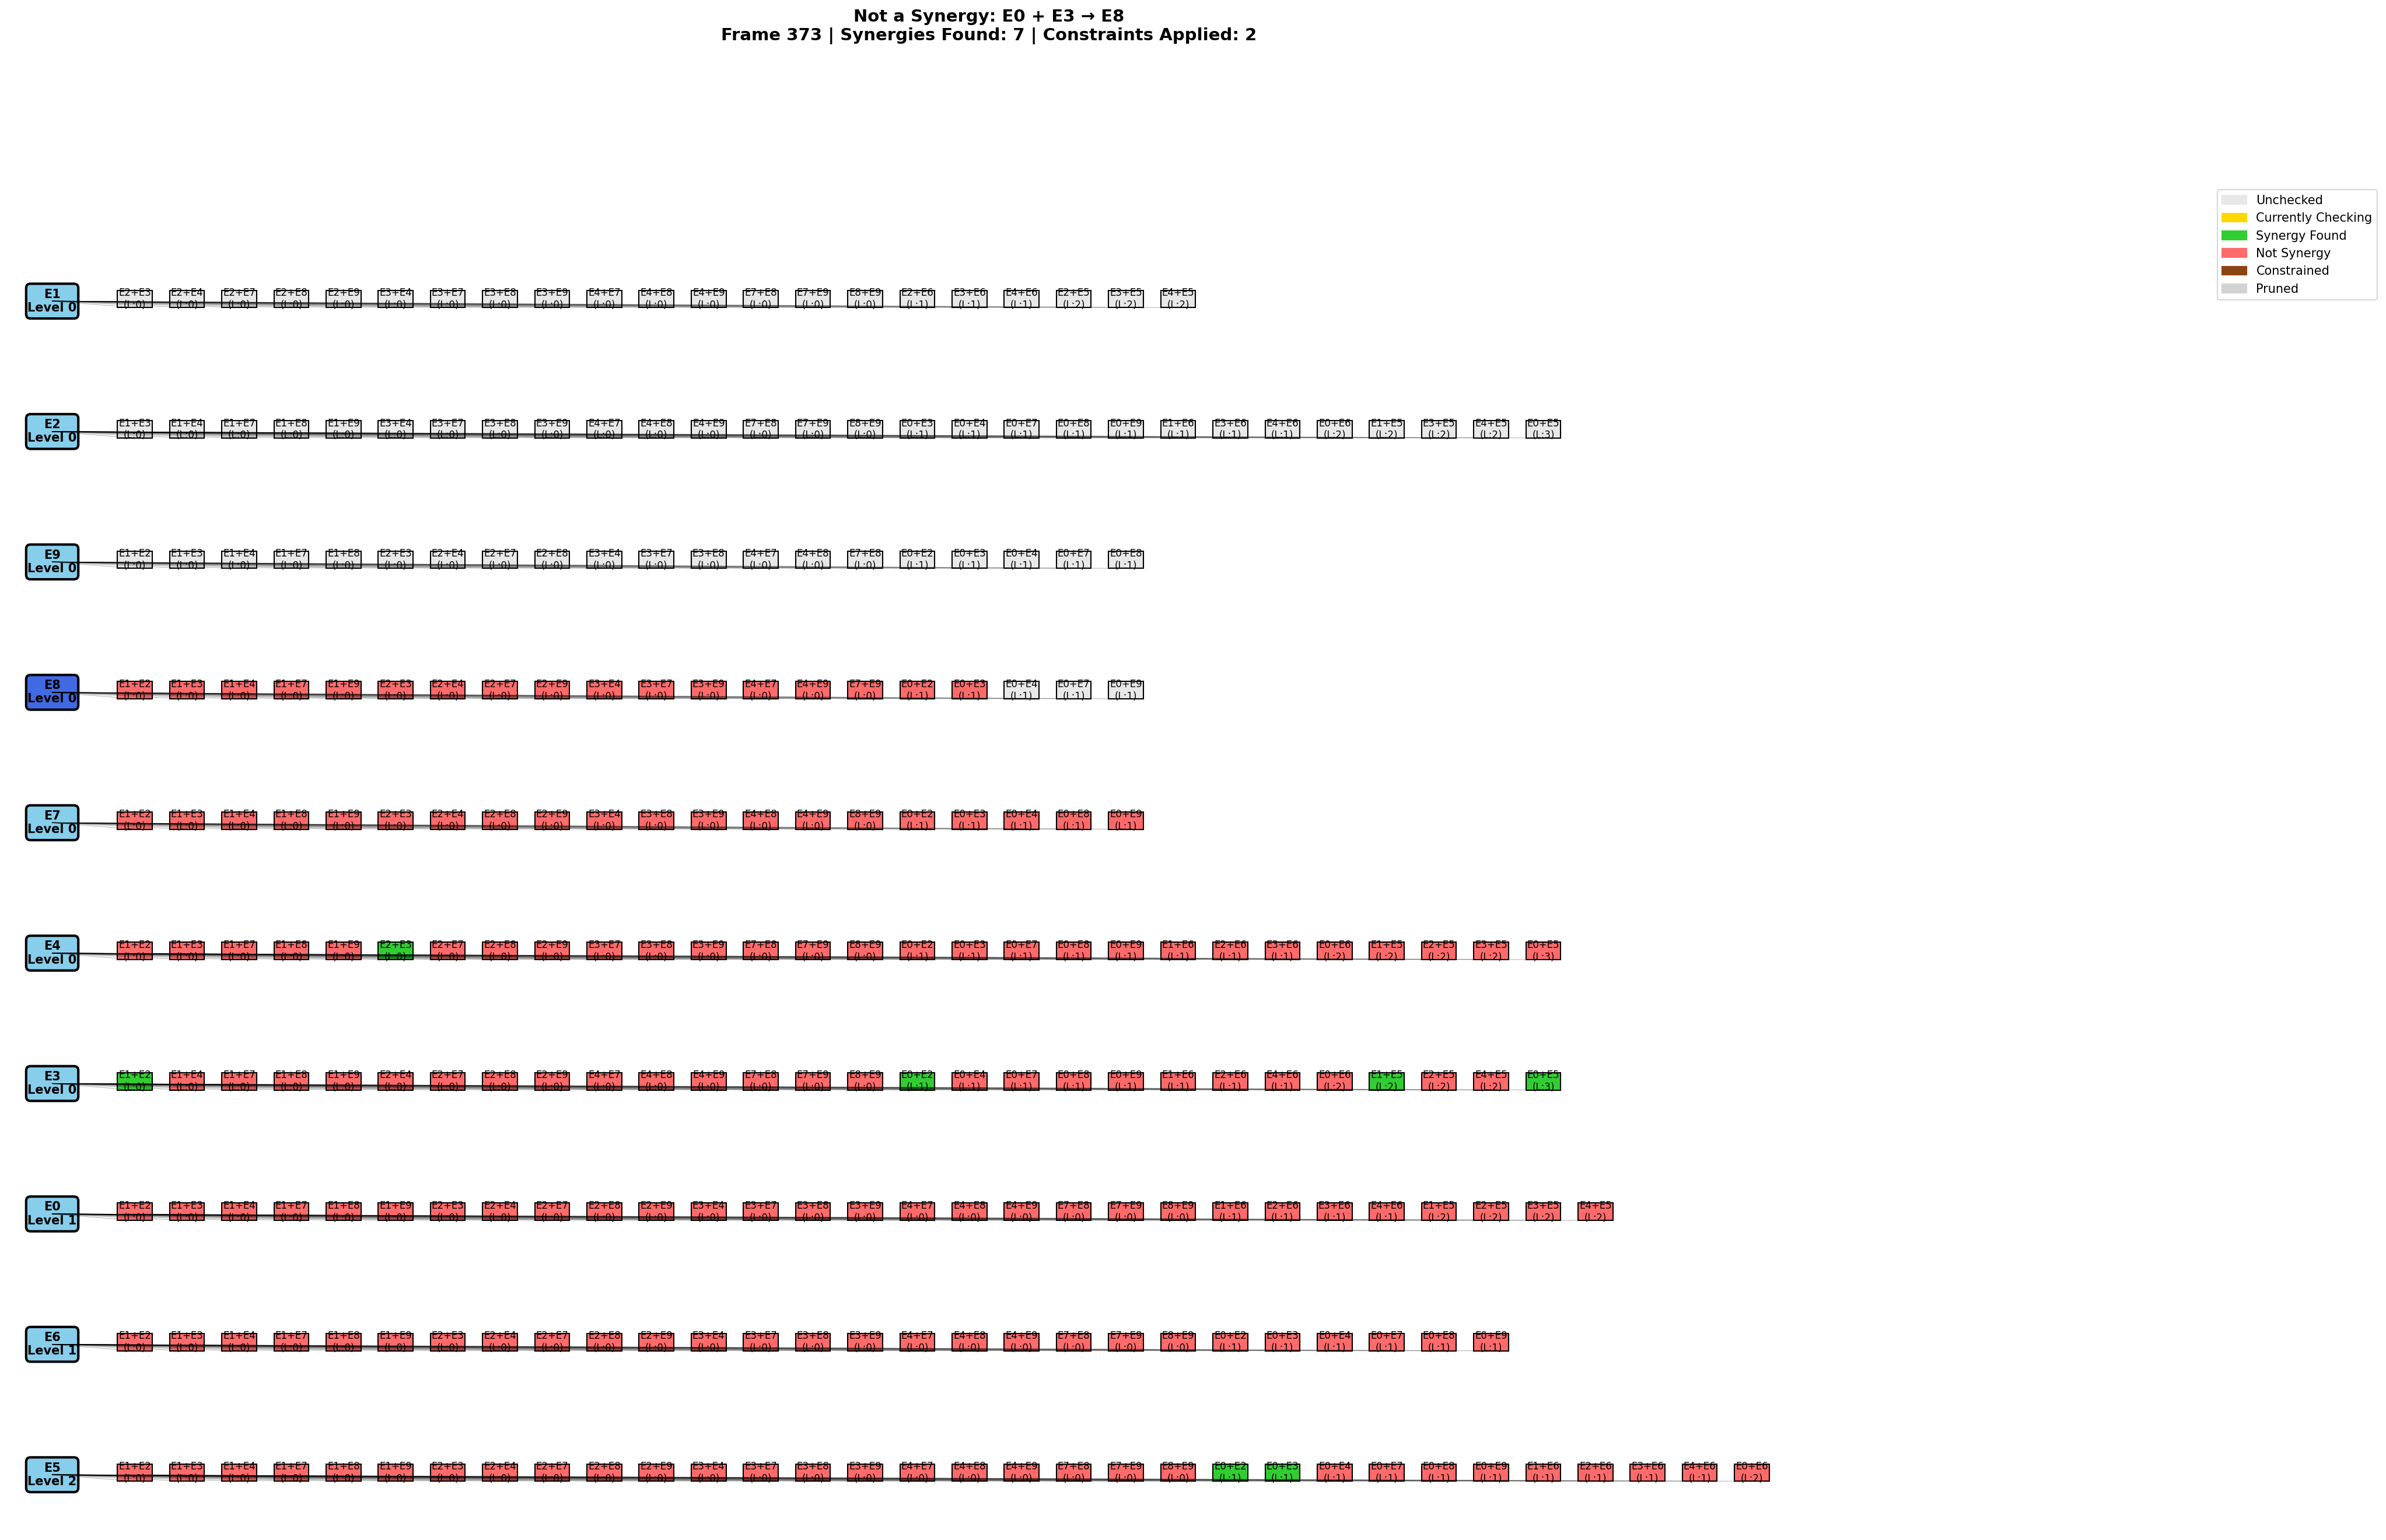 Not a Synergy: E0 + E3 → E8
Frame 373 | Synergies Found: 7 | Constraints Applied: 2
Unchecked
Currently Checking
Synergy Found
Not Synergy
Constrained
Pruned
E1 E2+E3 E2+E4 E2+E7 E2+E8 E2+E9 E3+E4 E3+E7 E3+E8 E3+E9 E4+E7 E4+E8 E4+E9 E7+E8 E7+E9 E8+E9 E2+E6 E3+E6 E4+E6 E2+E5 E3+E5 E4+E5
Level 0 (L:0) (L:0) (L:0) (L:0) (L:0) (L:0) (L:0) (L:0) (L:0) (L:0) (L:0) (L:0) (L:0) (L:0) (L:0) (L:1) (L:1) (L:1) (L:2) (L:2) (L:2)
E2 E1+E3 E1+E4 E1+E7 E1+E8 E1+E9 E3+E4 E3+E7 E3+E8 E3+E9 E4+E7 E4+E8 E4+E9 E7+E8 E7+E9 E8+E9 E0+E3 E0+E4 E0+E7 E0+E8 E0+E9 E1+E6 E3+E6 E4+E6 E0+E6 E1+E5 E3+E5 E4+E5 E0+E5
Level 0 (L:0) (L:0) (L:0) (L:0) (L:0) (L:0) (L:0) (L:0) (L:0) (L:0) (L:0) (L:0) (L:0) (L:0) (L:0) (L:1) (L:1) (L:1) (L:1) (L:1) (L:1) (L:1) (L:1) (L:2) (L:2) (L:2) (L:2) (L:3)
E9 E1+E2 E1+E3 E1+E4 E1+E7 E1+E8 E2+E3 E2+E4 E2+E7 E2+E8 E3+E4 E3+E7 E3+E8 E4+E7 E4+E8 E7+E8 E0+E2 E0+E3 E0+E4 E0+E7 E0+E8
Level 0 (L:0) (L:0) (L:0) (L:0) (L:0) (L:0) (L:0) (L:0) (L:0) (L:0) (L:0) (L:0) (L:0) (L:0) (L:0) (L:1) (L:1) (L:1) (L:1) (L:1)
E8 E1+E2 E1+E3 E1+E4 E1+E7 E1+E9 E2+E3 E2+E4 E2+E7 E2+E9 E3+E4 E3+E7 E3+E9 E4+E7 E4+E9 E7+E9 E0+E2 E0+E3 E0+E4 E0+E7 E0+E9
Level 0 (L:0) (L:0) (L:0) (L:0) (L:0) (L:0) (L:0) (L:0) (L:0) (L:0) (L:0) (L:0) (L:0) (L:0) (L:0) (L:1) (L:1) (L:1) (L:1) (L:1)
E7 E1+E2 E1+E3 E1+E4 E1+E8 E1+E9 E2+E3 E2+E4 E2+E8 E2+E9 E3+E4 E3+E8 E3+E9 E4+E8 E4+E9 E8+E9 E0+E2 E0+E3 E0+E4 E0+E8 E0+E9
Level 0 (L:0) (L:0) (L:0) (L:0) (L:0) (L:0) (L:0) (L:0) (L:0) (L:0) (L:0) (L:0) (L:0) (L:0) (L:0) (L:1) (L:1) (L:1) (L:1) (L:1)
E4 E1+E2 E1+E3 E1+E7 E1+E8 E1+E9 E2+E3 E2+E7 E2+E8 E2+E9 E3+E7 E3+E8 E3+E9 E7+E8 E7+E9 E8+E9 E0+E2 E0+E3 E0+E7 E0+E8 E0+E9 E1+E6 E2+E6 E3+E6 E0+E6 E1+E5 E2+E5 E3+E5 E0+E5
Level 0 (L:0) (L:0) (L:0) (L:0) (L:0) (L:0) (L:0) (L:0) (L:0) (L:0) (L:0) (L:0) (L:0) (L:0) (L:0) (L:1) (L:1) (L:1) (L:1) (L:1) (L:1) (L:1) (L:1) (L:2) (L:2) (L:2) (L:2) (L:3)
E3 E1+E2 E1+E4 E1+E7 E1+E8 E1+E9 E2+E4 E2+E7 E2+E8 E2+E9 E4+E7 E4+E8 E4+E9 E7+E8 E7+E9 E8+E9 E0+E2 E0+E4 E0+E7 E0+E8 E0+E9 E1+E6 E2+E6 E4+E6 E0+E6 E1+E5 E2+E5 E4+E5 E0+E5
Level 0 (L:0) (L:0) (L:0) (L:0) (L:0) (L:0) (L:0) (L:0) (L:0) (L:0) (L:0) (L:0) (L:0) (L:0) (L:0) (L:1) (L:1) (L:1) (L:1) (L:1) (L:1) (L:1) (L:1) (L:2) (L:2) (L:2) (L:2) (L:3)
E0 E1+E2 E1+E3 E1+E4 E1+E7 E1+E8 E1+E9 E2+E3 E2+E4 E2+E7 E2+E8 E2+E9 E3+E4 E3+E7 E3+E8 E3+E9 E4+E7 E4+E8 E4+E9 E7+E8 E7+E9 E8+E9 E1+E6 E2+E6 E3+E6 E4+E6 E1+E5 E2+E5 E3+E5 E4+E5
Level 1 (L:0) (L:0) (L:0) (L:0) (L:0) (L:0) (L:0) (L:0) (L:0) (L:0) (L:0) (L:0) (L:0) (L:0) (L:0) (L:0) (L:0) (L:0) (L:0) (L:0) (L:0) (L:1) (L:1) (L:1) (L:1) (L:2) (L:2) (L:2) (L:2)
E6 E1+E2 E1+E3 E1+E4 E1+E7 E1+E8 E1+E9 E2+E3 E2+E4 E2+E7 E2+E8 E2+E9 E3+E4 E3+E7 E3+E8 E3+E9 E4+E7 E4+E8 E4+E9 E7+E8 E7+E9 E8+E9 E0+E2 E0+E3 E0+E4 E0+E7 E0+E8 E0+E9
Level 1 (L:0) (L:0) (L:0) (L:0) (L:0) (L:0) (L:0) (L:0) (L:0) (L:0) (L:0) (L:0) (L:0) (L:0) (L:0) (L:0) (L:0) (L:0) (L:0) (L:0) (L:0) (L:1) (L:1) (L:1) (L:1) (L:1) (L:1)
E5 E1+E2 E1+E3 E1+E4 E1+E7 E1+E8 E1+E9 E2+E3 E2+E4 E2+E7 E2+E8 E2+E9 E3+E4 E3+E7 E3+E8 E3+E9 E4+E7 E4+E8 E4+E9 E7+E8 E7+E9 E8+E9 E0+E2 E0+E3 E0+E4 E0+E7 E0+E8 E0+E9 E1+E6 E2+E6 E3+E6 E4+E6 E0+E6
Level 2 (L:0) (L:0) (L:0) (L:0) (L:0) (L:0) (L:0) (L:0) (L:0) (L:0) (L:0) (L:0) (L:0) (L:0) (L:0) (L:0) (L:0) (L:0) (L:0) (L:0) (L:0) (L:1) (L:1) (L:1) (L:1) (L:1) (L:1) (L:1) (L:1) (L:1) (L:1) (L:2)